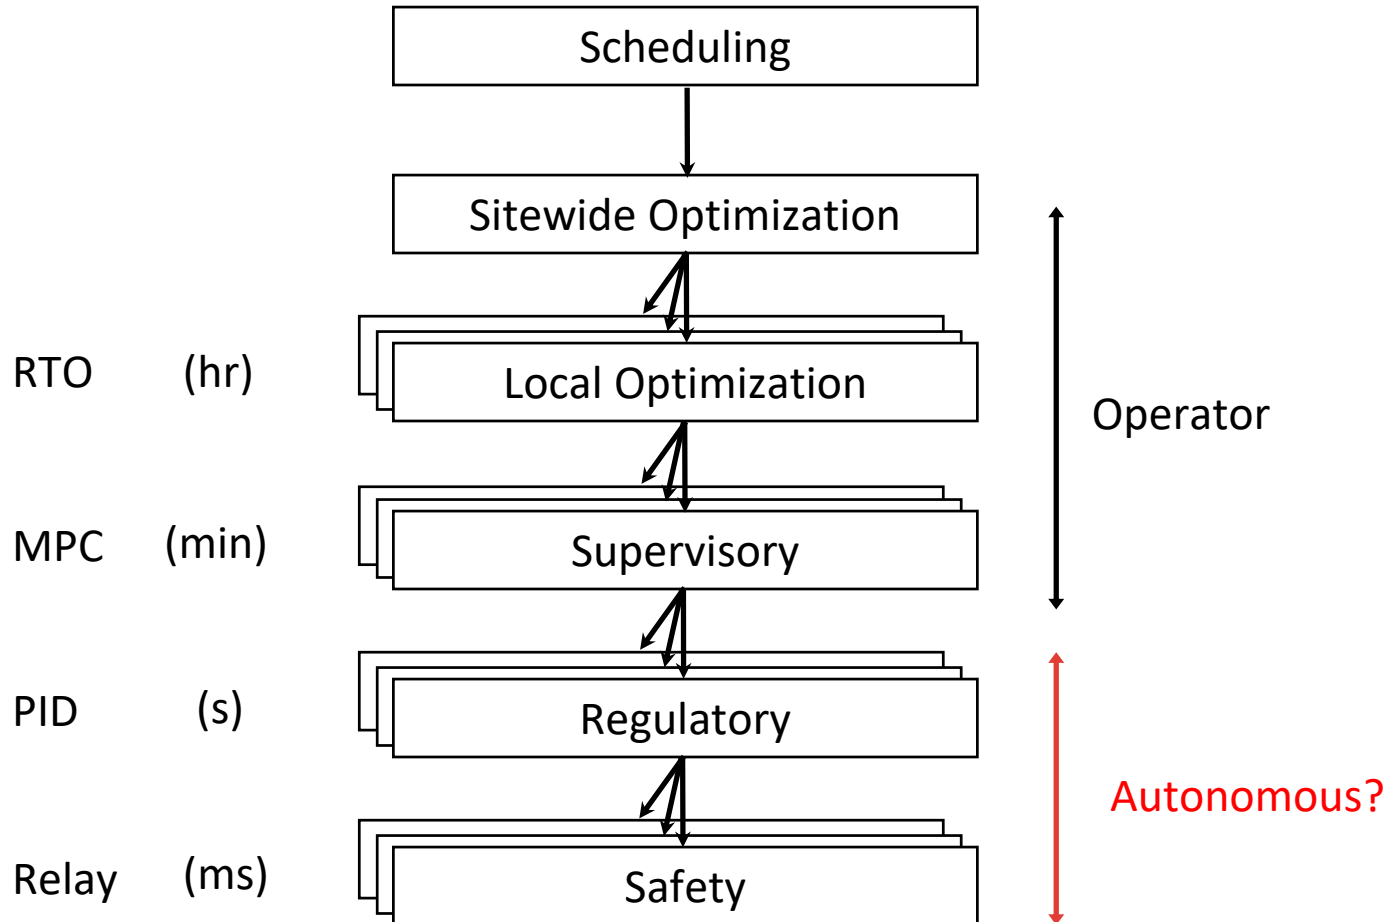 Scheduling
Sitewide Optimization
RTO (hr) Local Optimization
Operator
MPC (min) Supervisory
PID (s) Regulatory
Autonomous?
Relay (ms) Safety